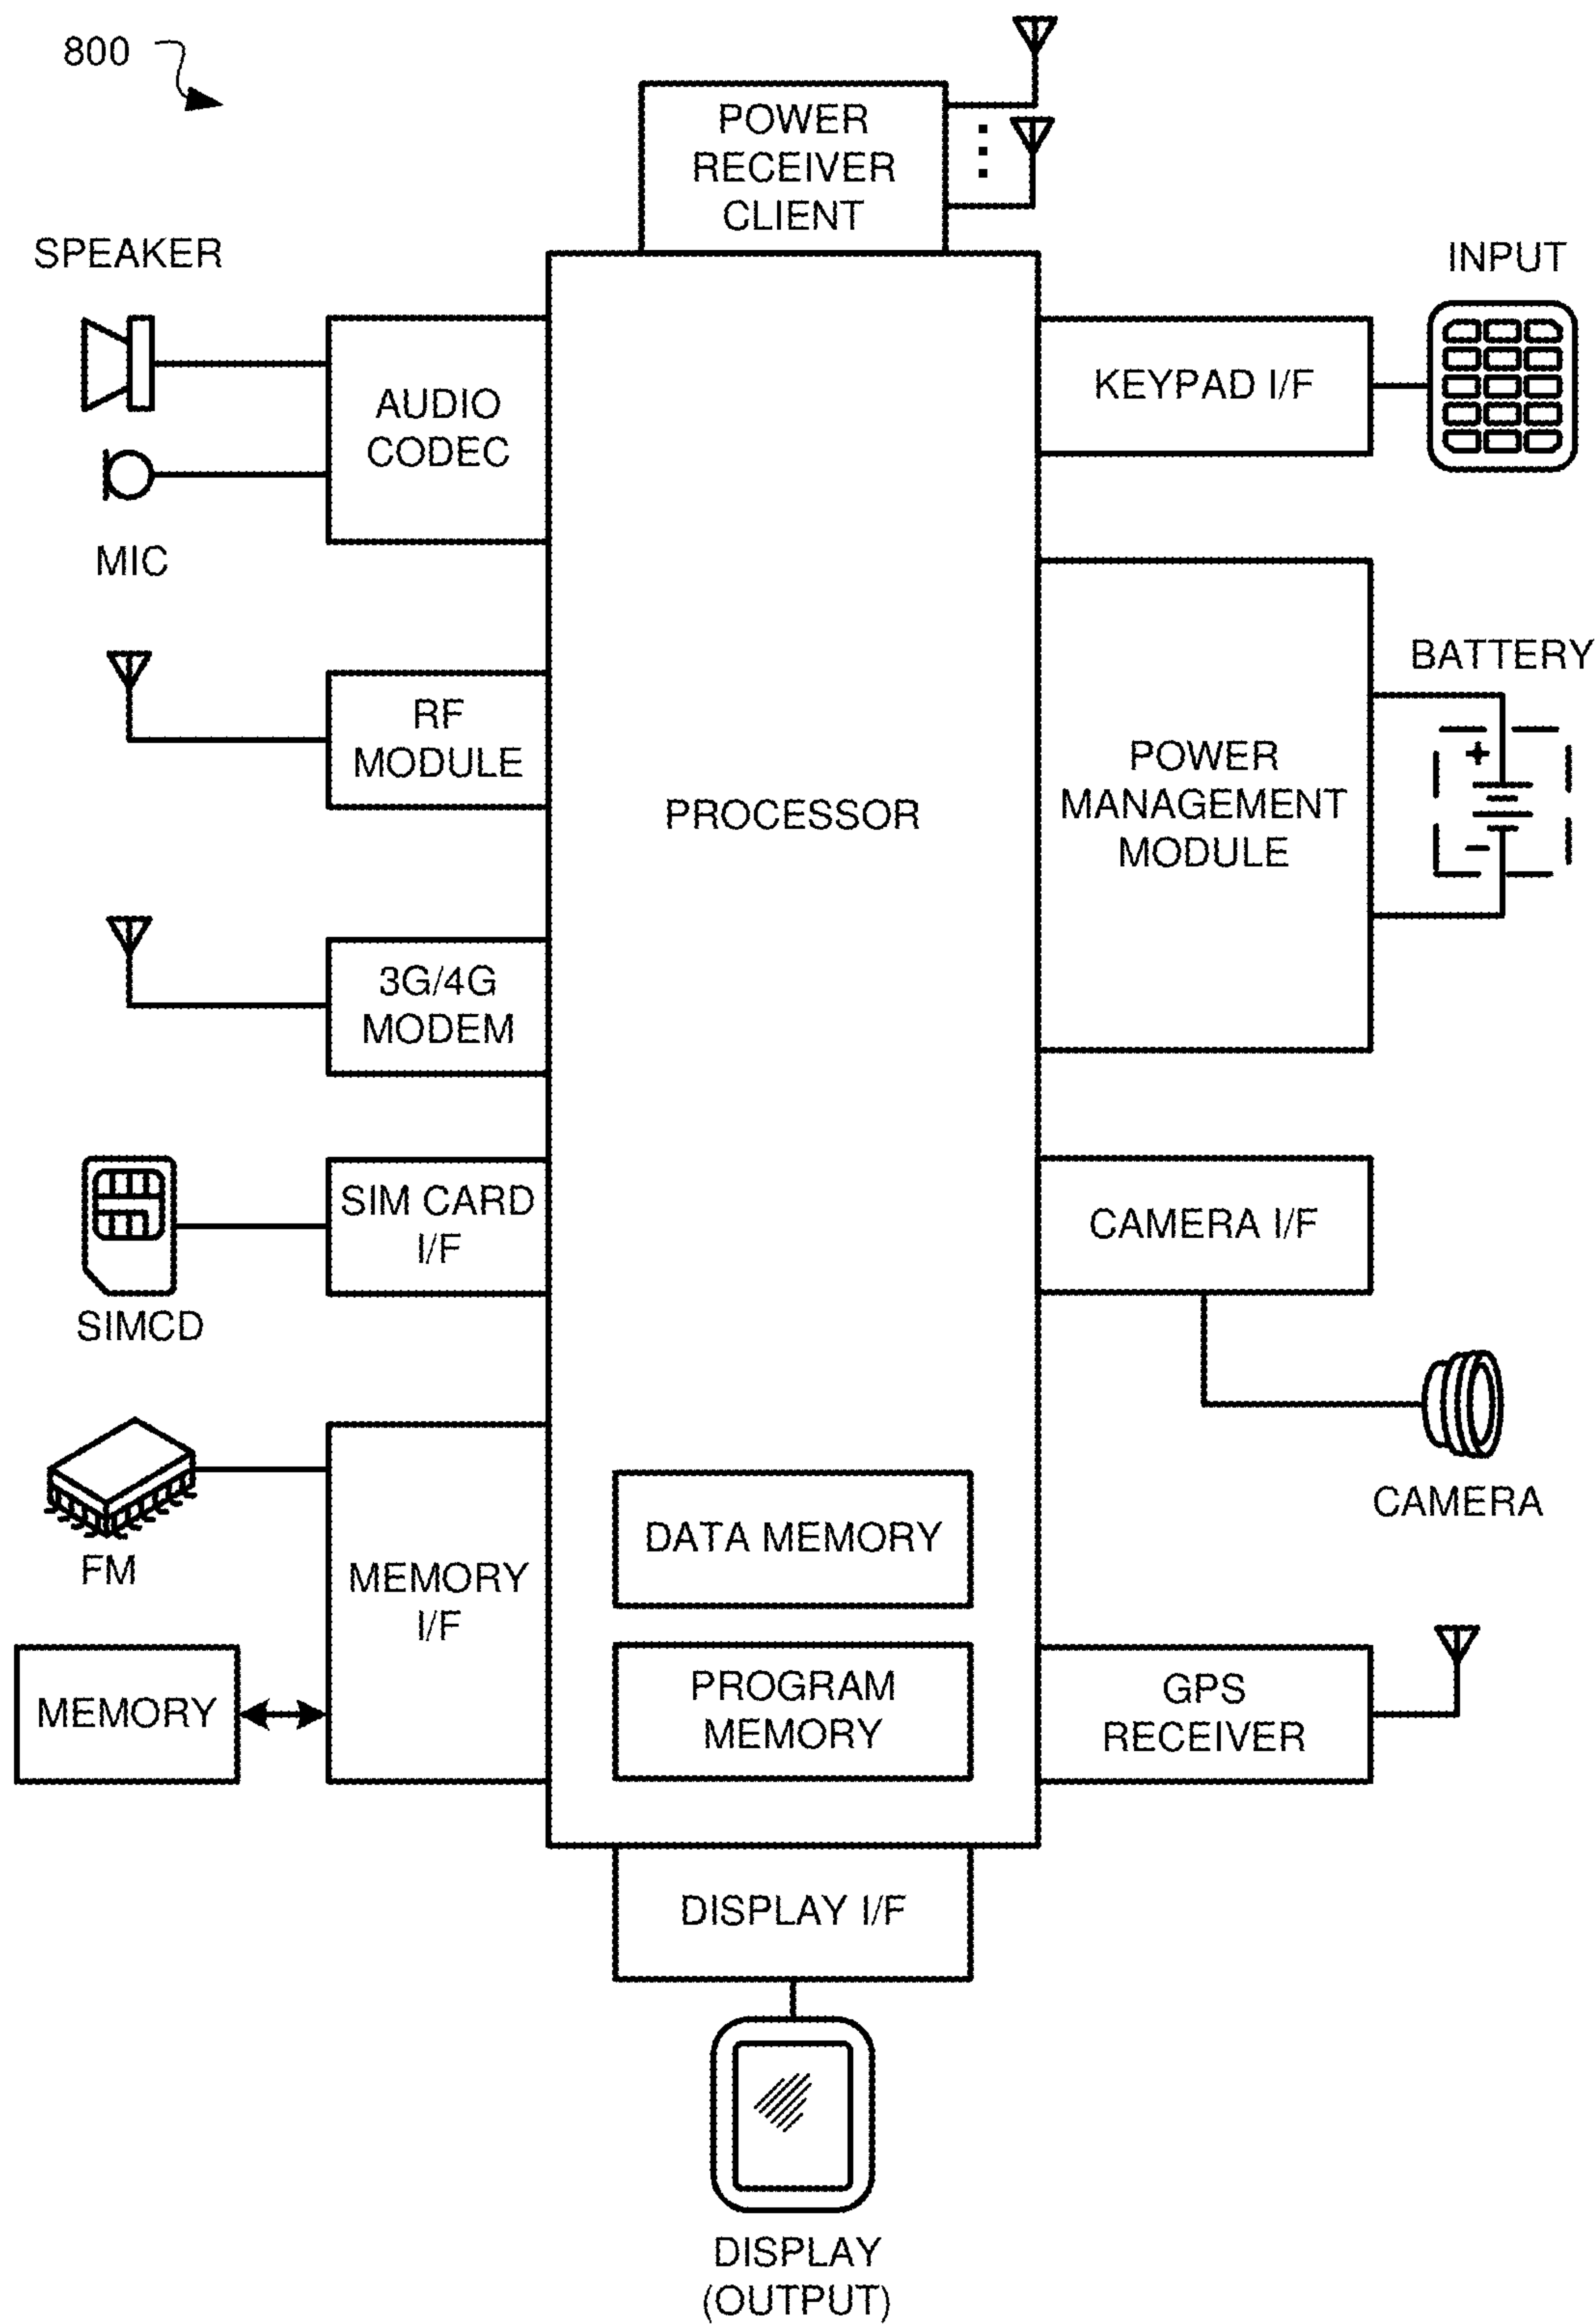 800
POWER
RECEIVER
CLIENT
SPEAKER
INPUT
AUDIO
CODEC
KEYPAD I/F
MIC
BATTERY
RF
MODULE
POWER
MANAGEMENT
MODULE
+
-
PROCESSOR
3G/4G
MODEM
SIM CARD
I/F
CAMERA I/F
SIMCD
CAMERA
DATA MEMORY
FM
MEMORY
I/F
MEMORY
PROGRAM
MEMORY
GPS
RECEIVER
DISPLAY I/F
DISPLAY
(OUTPUT)